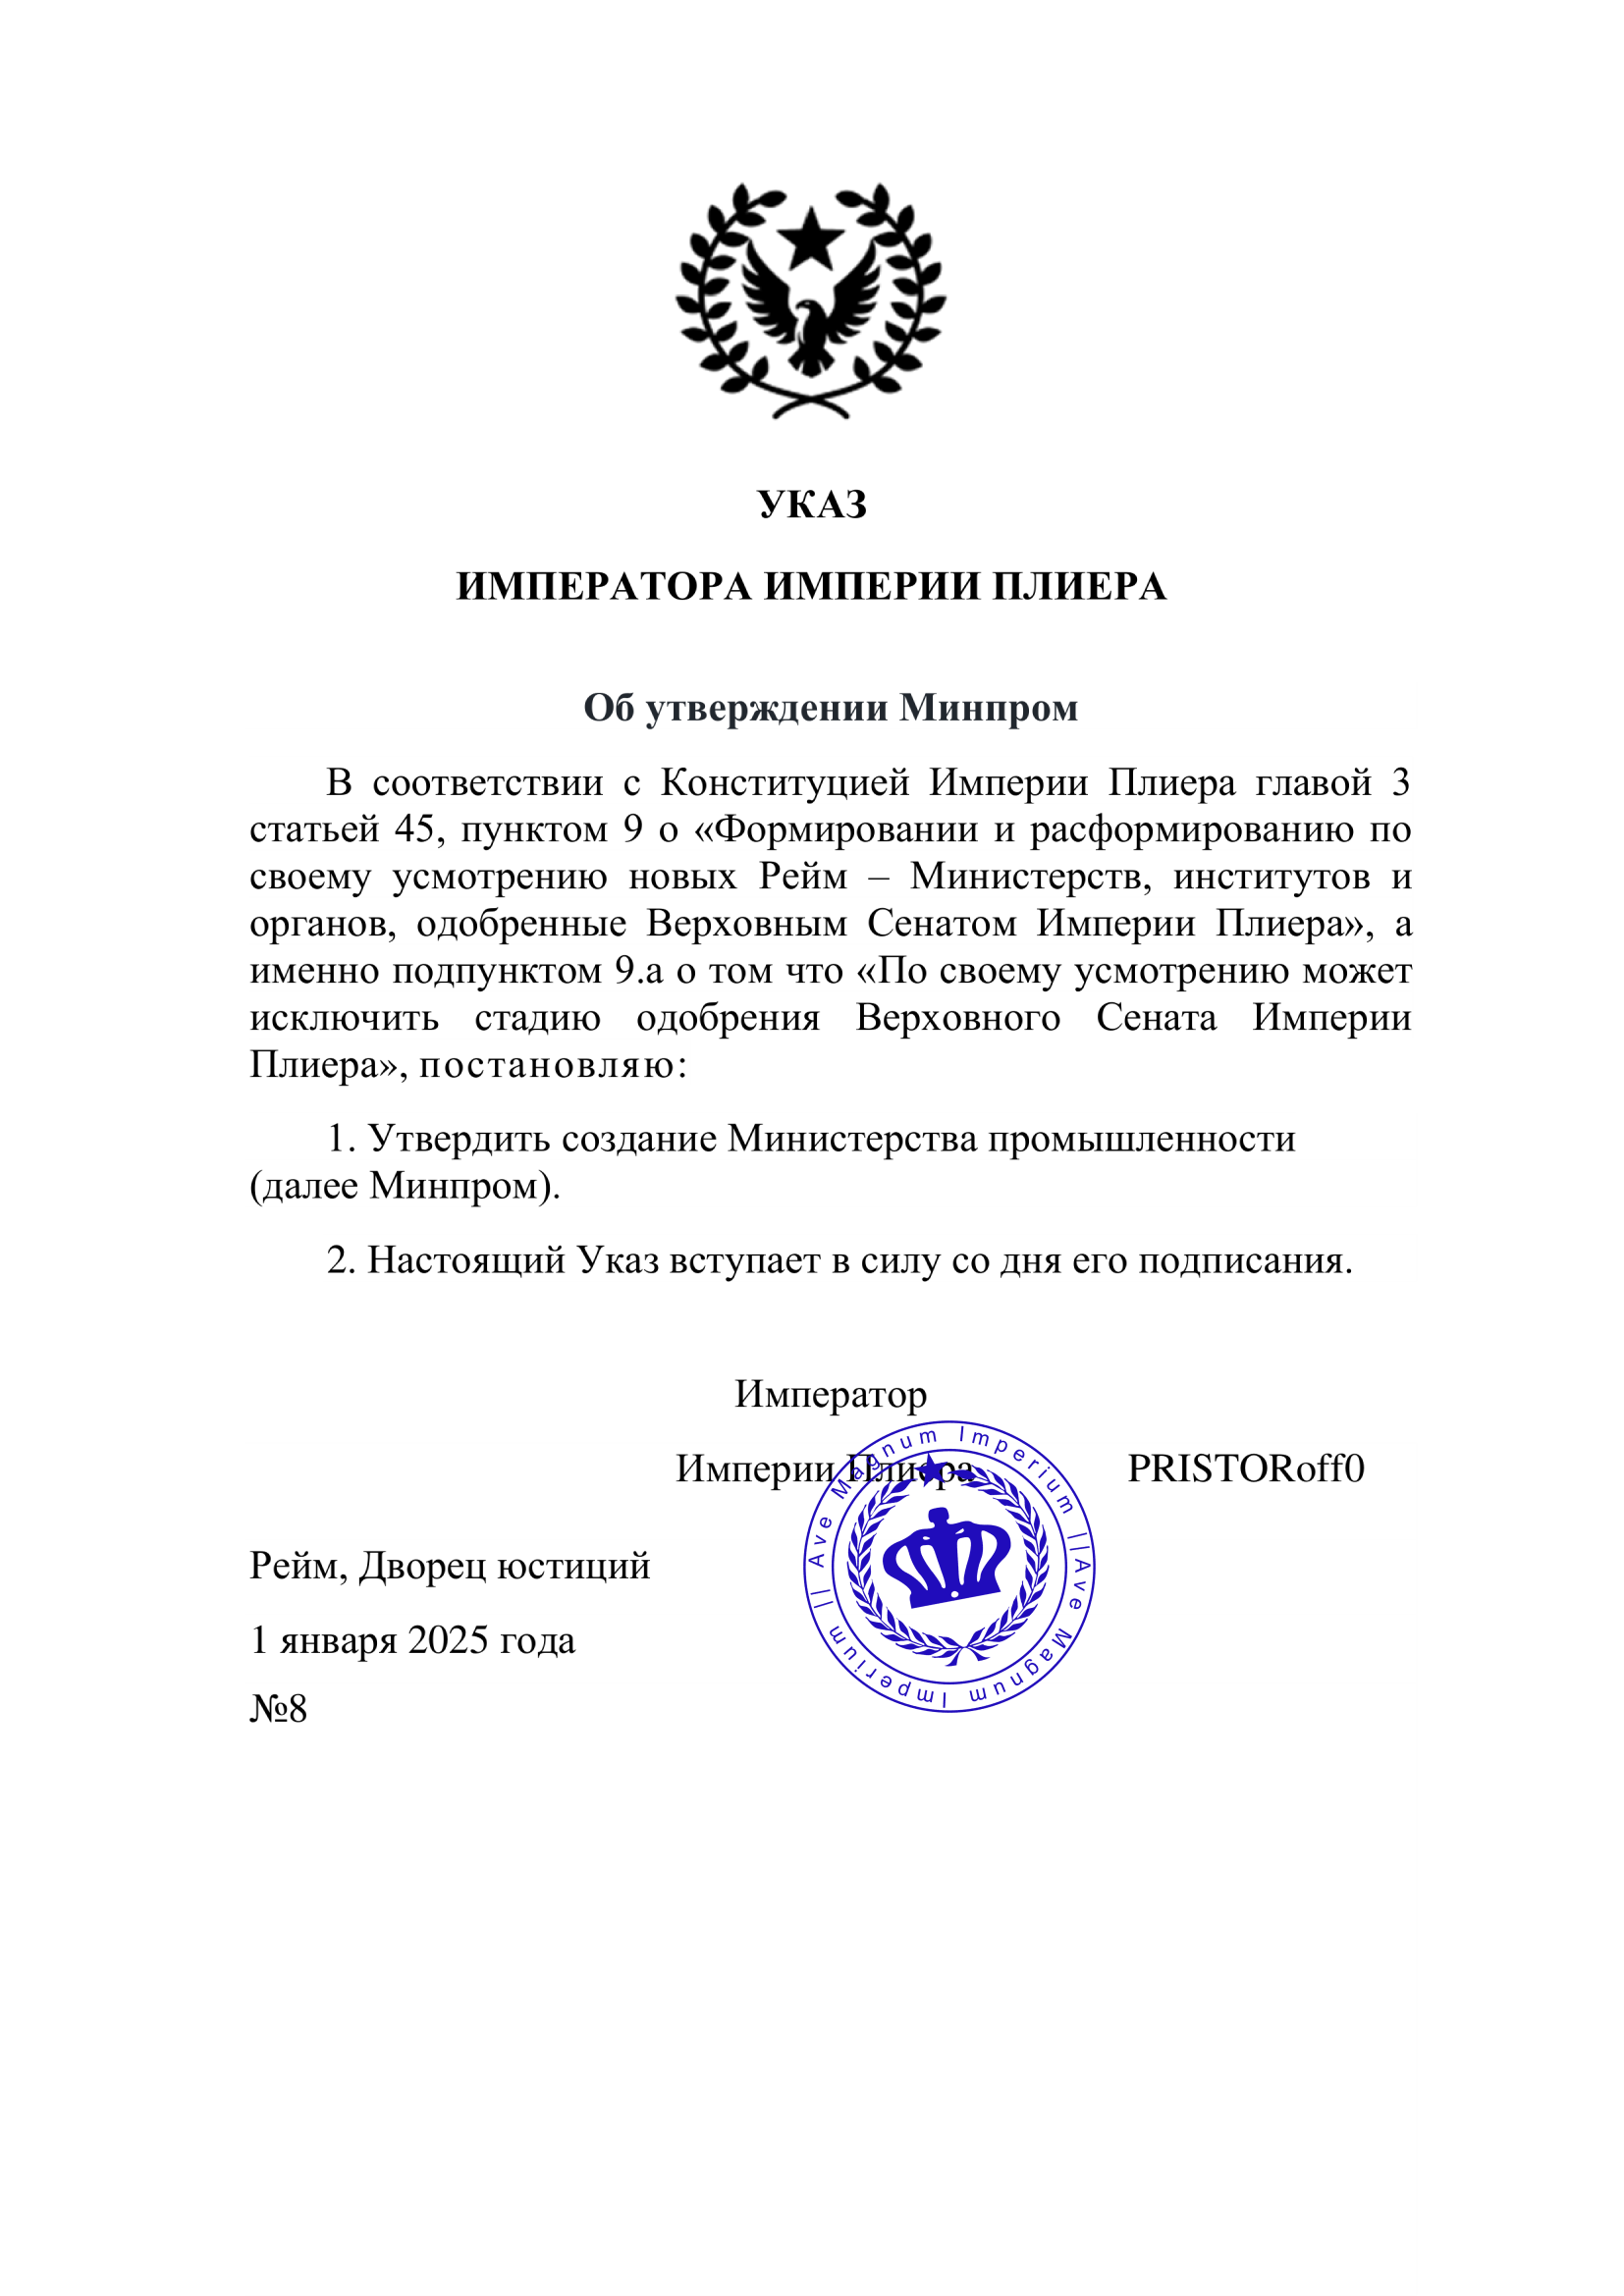 УКАЗ
ИМПЕРАТОРА ИМПЕРИИ ПЛИЕРА
Об утверждении Минпром
В соответствии с Конституцией Империи Плиера главой 3
статьей 45, пунктом 9 о «Формировании и расформированию по
своему усмотрению новых Рейм – Министерств, институтов и
органов, одобренные Верховным Сенатом Империи Плиера», а
именно подпунктом 9.а о том что «По своему усмотрению может
исключить стадию одобрения Верховного Сената Империи
Плиера», постановляю:
1. Утвердить создание Министерства промышленности
(далее Минпром).
2. Настоящий Указ вступает в силу со дня его подписания.
Император
Империи Плиера PRISTORoff0
Ave Magnum Imperium || Ave Magnum Imperium ||
Рейм, Дворец юстиций
1 января 2025 года
№8